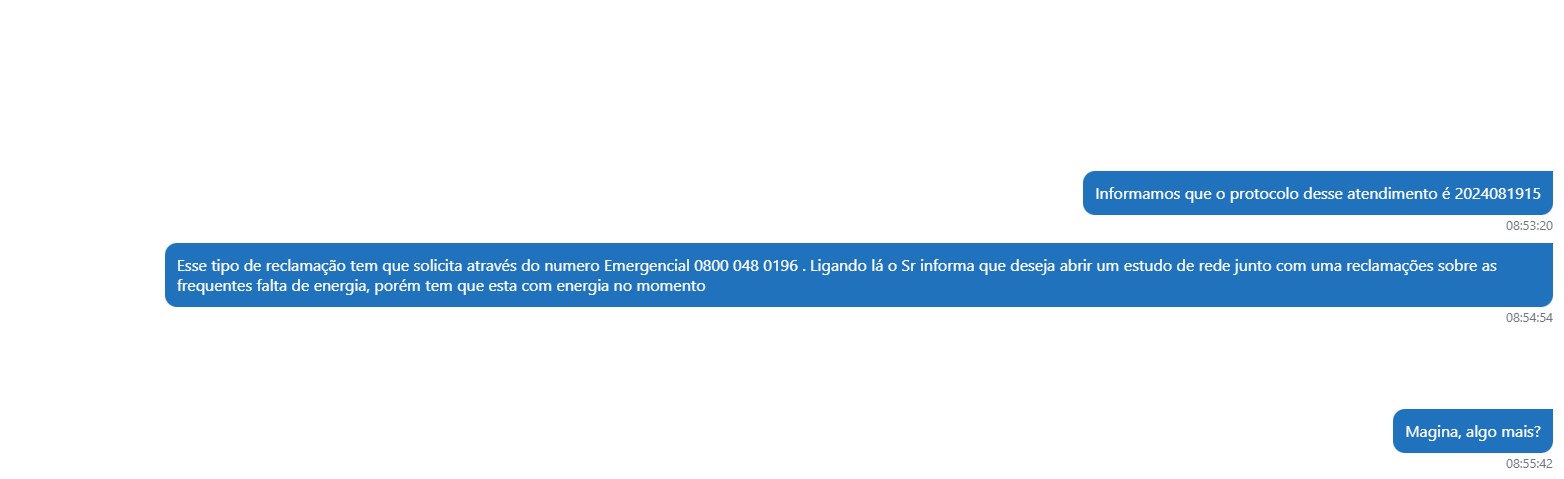 Informamos que o protocolo desse atendimento é 2024081915
08:53:20
Esse tipo de reclamação tem que solicita através do numero Emergencial 0800 048 0196 . Ligando lá o Sr informa que deseja abrir um estudo de rede junto com uma reclamações sobre as
frequentes falta de energia, porém tem que esta com energia no momento
08:54:54
Magina, algo mais?
08:55:42